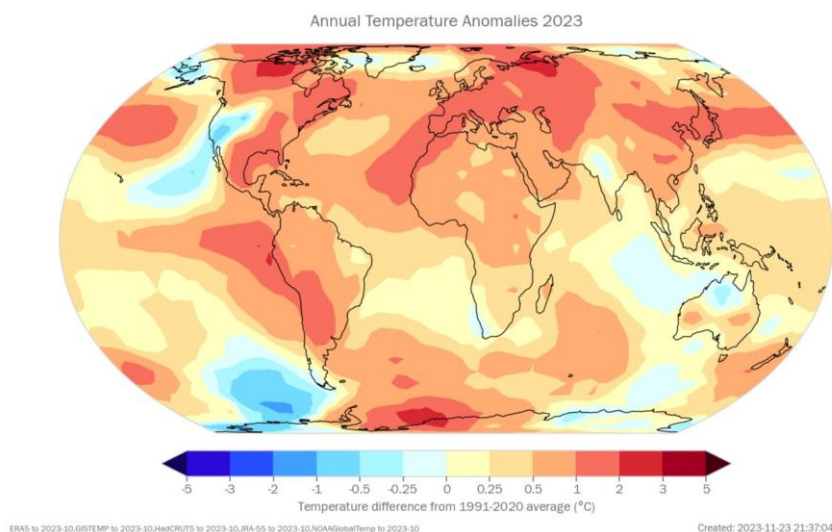 Annual Temperature Anomalies 2023
-5 -3 -2 -1 -0.5 -0.25 0 0.25 0.5 1 2 3 5
Temperature difference from 1991-2020 average (°C)
ERA5 to 2023-10,GISTEMP to 2023-10,HadCRUT5 to 2023-10,JRA-55 to 2023-10,NOAAGlobalTemp to 2023-10
Created: 2023-11-23 21:37:04